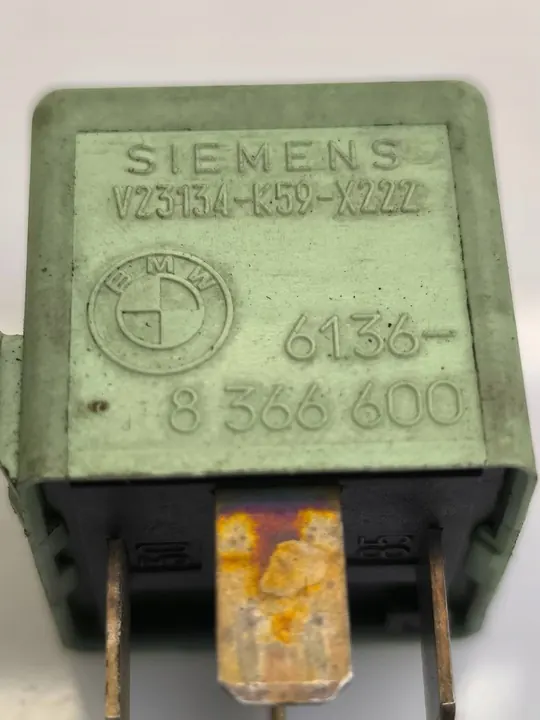 SIEMENS
V23134-K59-X222
BMW
6136-
8 366 600